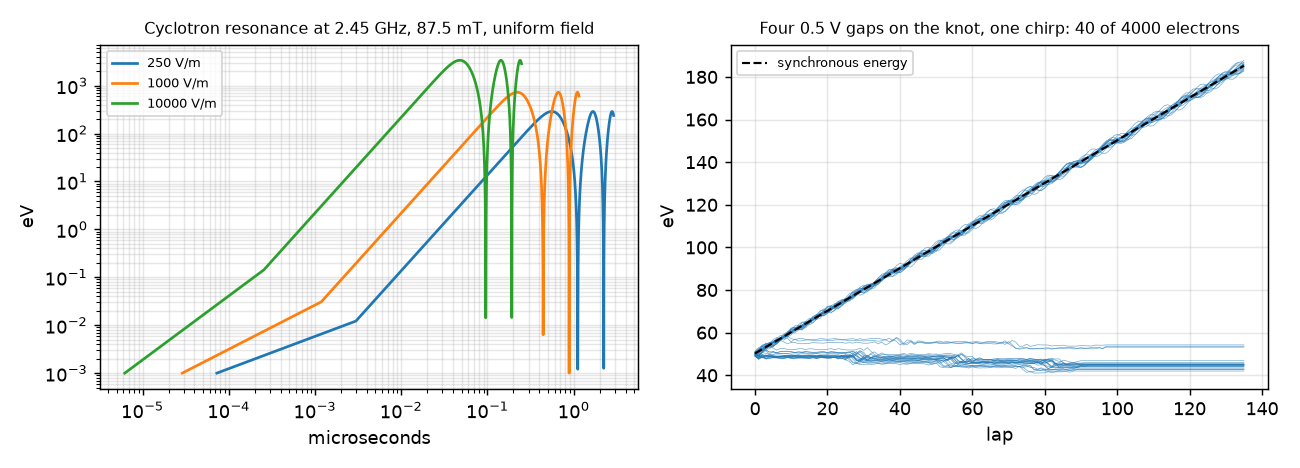 Cyclotron resonance at 2.45 GHz, 87.5 mT, uniform field
250 V/m
1000 V/m
10000 V/m
eV
10³
10²
10¹
10⁰
10⁻¹
10⁻²
10⁻³
10⁻⁵ 10⁻⁴ 10⁻³ 10⁻² 10⁻¹ 10⁰
microseconds
Four 0.5 V gaps on the knot, one chirp: 40 of 4000 electrons
synchronous energy
eV
180
160
140
120
100
80
60
40
0 20 40 60 80 100 120 140
lap